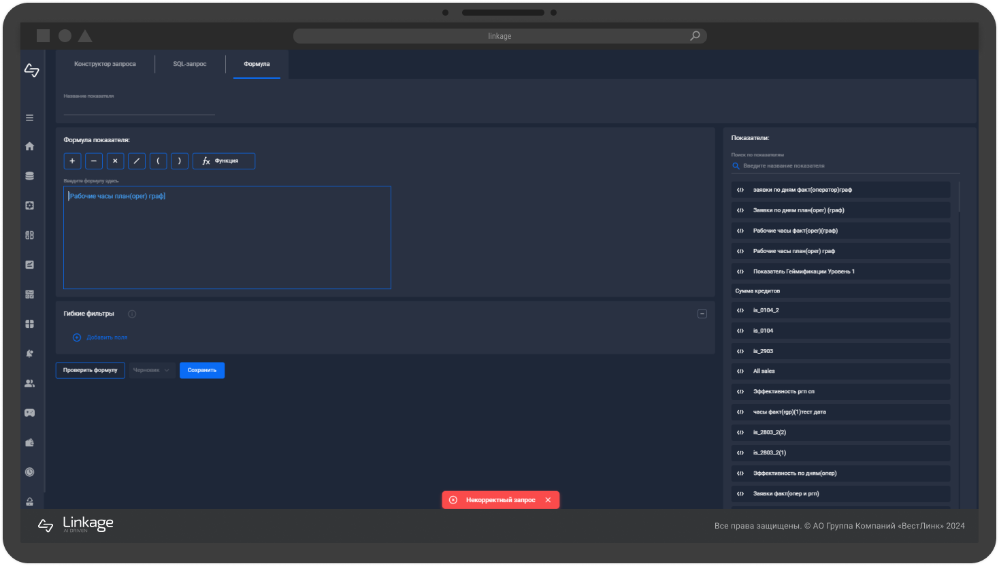 linkage
Конструктор запроса
SQL-запрос
Формула
Название показателя
Формула показателя:
+ − × ∕ ( ) fx Функция
Введите формулу здесь
[Рабочие часы план(oper) граф]
Гибкие фильтры
Добавить поля
Проверить формулу
Черновик
Сохранить
Показатели:
Поиск по показателям
Введите название показателя
заявки по дням факт(оператор)граф
Заявки по дням план(oper) (граф)
Рабочие часы факт(oper)(граф)
Рабочие часы план(oper) граф
Показатель Геймификации Уровень 1
Сумма кредитов
is_0104_2
is_0104
is_2903
All sales
Эффективность ргп сп
часы факт(rgp)(1)тест дата
is_2803_2(2)
is_2803_2(1)
Эффективность по дням(опер)
Заявки факт(опер и ргп)
Некорректный запрос
Linkage
AI DRIVEN
Все права защищены. © АО Группа Компаний «ВестЛинк» 2024